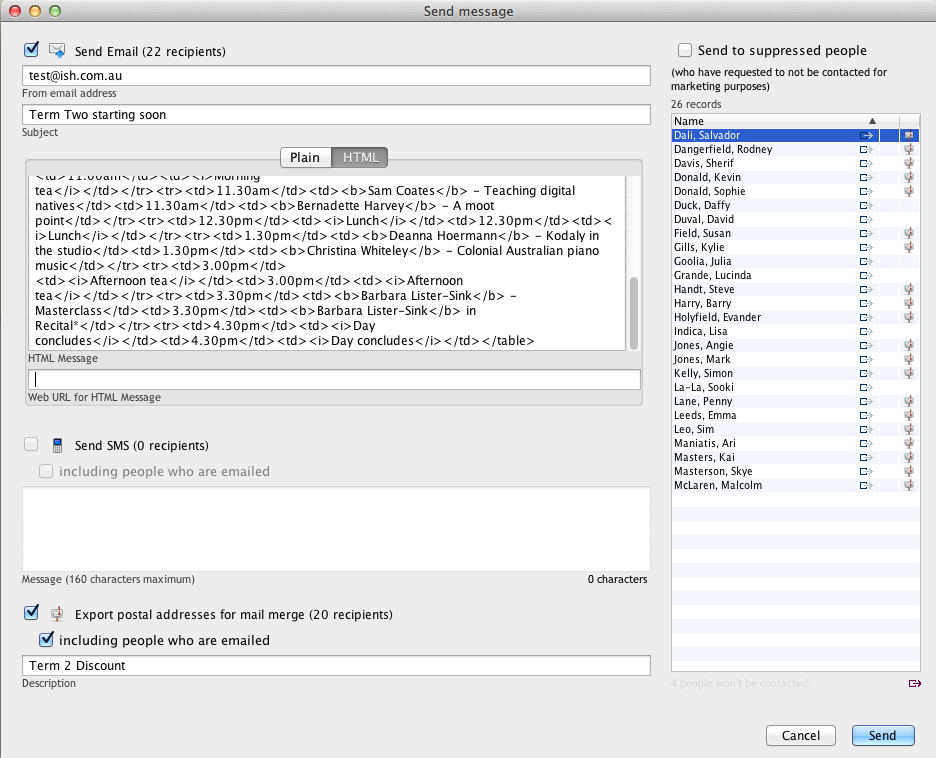 Send message
Send Email (22 recipients)
test@ish.com.au
From email address
Term Two starting soon
Subject
Plain
HTML
<td>11.00am</td><td><i>Morning
tea</i></td></tr><tr><td>11.30am</td><td><b>Sam Coates</b> – Teaching digital
natives</td><td>11.30am</td><td><b>Bernadette Harvey</b> – A moot
point</td></tr><tr><td>12.30pm</td><td><i>Lunch</i></td><td>12.30pm</td><td><
i>Lunch</i></td></tr><tr><td>1.30pm</td><td><b>Deanna Hoermann</b> – Kodaly in
the studio</td><td>1.30pm</td><td><b>Christina Whiteley</b> – Colonial Australian piano
music</td></tr><tr><td>3.00pm</td>
<td><i>Afternoon tea</i></td><td>3.00pm</td><td><i>Afternoon
tea</i></td></tr><tr><td>3.30pm</td><td><b>Barbara Lister-Sink</b> –
Masterclass</td><td>3.30pm</td><td><b>Barbara Lister-Sink</b> in
Recital*</td></tr><tr><td>4.30pm</td><td><i>Day
concludes</i></td><td>4.30pm</td><td><i>Day concludes</i></td></table>
HTML Message
Web URL for HTML Message
Send SMS (0 recipients)
including people who are emailed
Message (160 characters maximum)
0 characters
Export postal addresses for mail merge (20 recipients)
including people who are emailed
Term 2 Discount
Description
Send to suppressed people
(who have requested to not be contacted for
marketing purposes)
26 records
Name
Dali, Salvador
Dangerfield, Rodney
Davis, Sherif
Donald, Kevin
Donald, Sophie
Duck, Daffy
Duval, David
Field, Susan
Gills, Kylie
Goolia, Julia
Grande, Lucinda
Handt, Steve
Harry, Barry
Holyfield, Evander
Indica, Lisa
Jones, Angie
Jones, Mark
Kelly, Simon
La-La, Sooki
Lane, Penny
Leeds, Emma
Leo, Sim
Maniatis, Ari
Masters, Kai
Masterson, Skye
McLaren, Malcolm
4 people won't be contacted.
Cancel
Send